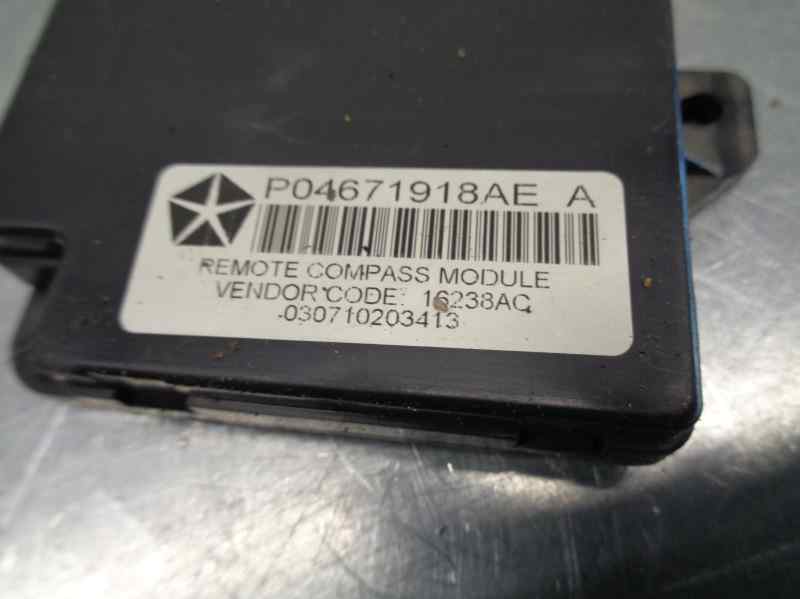 P04671918AE A
REMOTE COMPASS MODULE
VENDOR CODE: 16238AC
030710203413